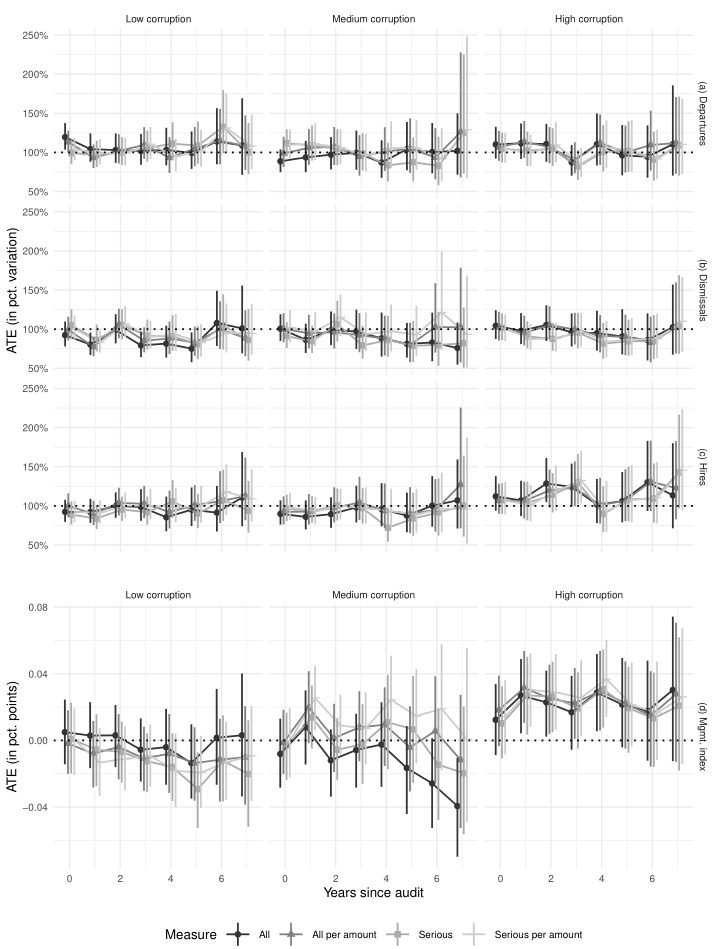 Low corruption Medium corruption High corruption
250%
200%
150%
100%
50%
(a) Departures
250%
200%
150%
100%
50%
(b) Dismissals
ATE (in pct. variation)
250%
200%
150%
100%
50%
(c) Hires
Low corruption Medium corruption High corruption
0.08
0.04
0.00
−0.04
ATE (in pct. points)
(d) Mgmt. index
0 2 4 6 0 2 4 6 0 2 4 6
Years since audit
Measure All All per amount Serious Serious per amount